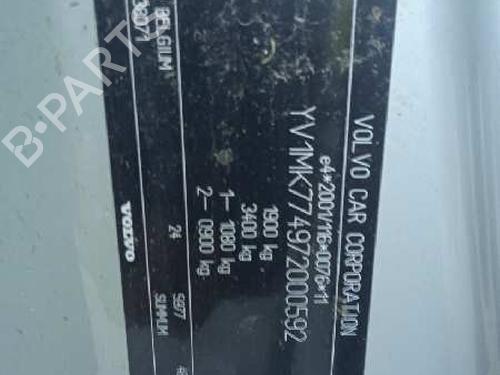 VOLVO CAR CORPORATION
e4*2001/116*0076*11
YV1MK774972000592
1900 kg
3400 kg
1- 1080 kg
2- 0900 kg
BELGIUM
24
5977
SUMMUM
VOLVO
B-PARTS